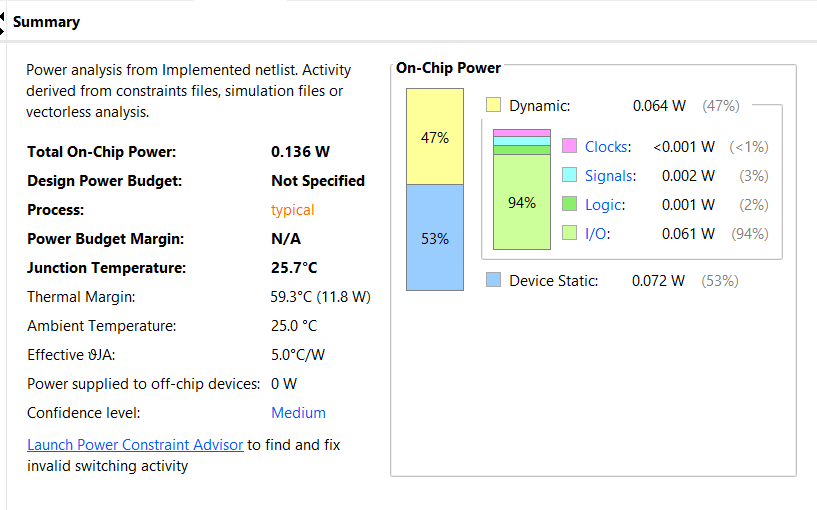 Summary
Power analysis from Implemented netlist. Activity
derived from constraints files, simulation files or
vectorless analysis.
Total On-Chip Power: 0.136 W
Design Power Budget: Not Specified
Process: typical
Power Budget Margin: N/A
Junction Temperature: 25.7°C
Thermal Margin: 59.3°C (11.8 W)
Ambient Temperature: 25.0 °C
Effective ϑJA: 5.0°C/W
Power supplied to off-chip devices: 0 W
Confidence level: Medium
Launch Power Constraint Advisor to find and fix
invalid switching activity
On-Chip Power
47%
53%
Dynamic: 0.064 W (47%)
94%
Clocks: <0.001 W (<1%)
Signals: 0.002 W (3%)
Logic: 0.001 W (2%)
I/O: 0.061 W (94%)
Device Static: 0.072 W (53%)